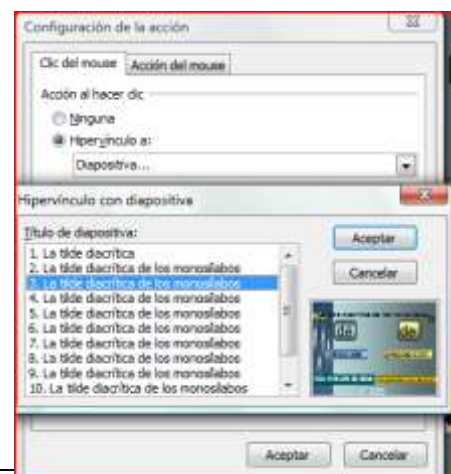 Configuración de la acción
Clic del mouse Acción del mouse
Acción al hacer clic
Ninguna
Hipervínculo a:
Diapositiva...
Hipervínculo con diapositiva
Título de diapositiva:
1. La tilde diacrítica
2. La tilde diacrítica de los monosílabos
3. La tilde diacrítica de los monosílabos
4. La tilde diacrítica de los monosílabos
5. La tilde diacrítica de los monosílabos
6. La tilde diacrítica de los monosílabos
7. La tilde diacrítica de los monosílabos
8. La tilde diacrítica de los monosílabos
9. La tilde diacrítica de los monosílabos
10. La tilde diacrítica de los monosílabos
Aceptar
Cancelar
dé de
Aceptar Cancelar